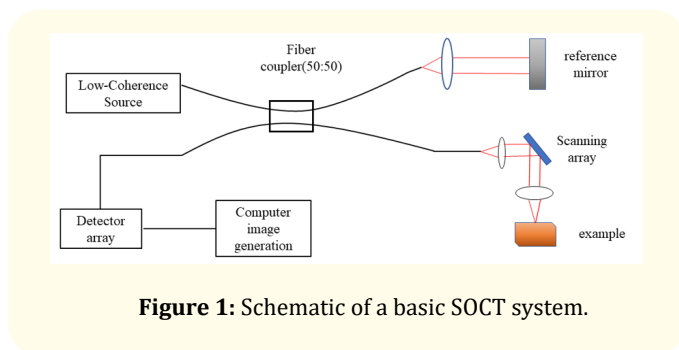 Fiber
coupler(50:50)
reference
mirror
Low-Coherence
Source
Scanning
array
Detector
array
Computer
image
generation
example
Figure 1: Schematic of a basic SOCT system.